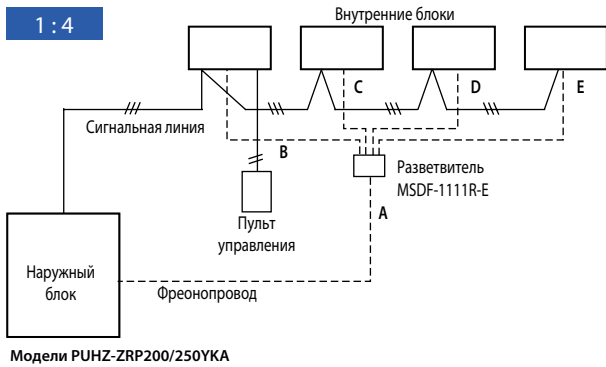 1 : 4
Внутренние блоки
C
D
E
Сигнальная линия
B
Разветвитель
MSDF-1111R-E
A
Пульт
управления
Наружный
блок
Фреонопровод
Модели PUHZ-ZRP200/250YKA